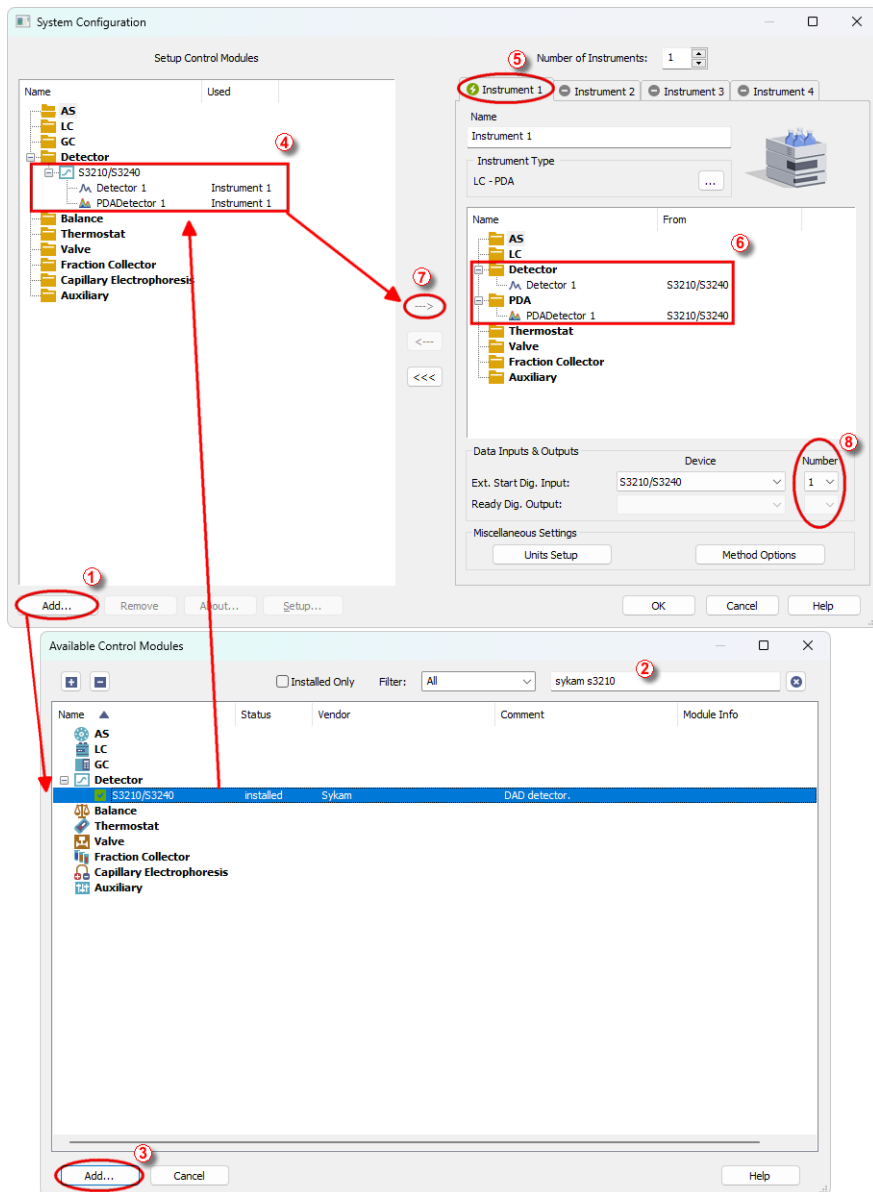 System Configuration
Setup Control Modules
Name Used
AS
LC
GC
④
Detector
S3210/S3240
Detector 1 Instrument 1
PDADetector 1 Instrument 1
Balance
Thermostat
Valve
Fraction Collector
Capillary Electrophoresis
Auxiliary
⑦
--->
<---
<<<
Number of Instruments: 1
⑤
Instrument 1 Instrument 2 Instrument 3 Instrument 4
Name
Instrument 1
Instrument Type
LC - PDA ...
Name From
⑥
AS
LC
Detector
Detector 1 S3210/S3240
PDA
PDADetector 1 S3210/S3240
Thermostat
Valve
Fraction Collector
Auxiliary
⑧
Data Inputs & Outputs
Device Number
Ext. Start Dig. Input: S3210/S3240 1
Ready Dig. Output:
Miscellaneous Settings
Units Setup Method Options
①
Add... Remove About... Setup... OK Cancel Help
Available Control Modules
②
Installed Only Filter: All sykam s3210
Name Status Vendor Comment Module Info
AS
LC
GC
Detector
S3210/S3240 installed Sykam DAD detector.
Balance
Thermostat
Valve
Fraction Collector
Capillary Electrophoresis
Auxiliary
③
Add... Cancel Help